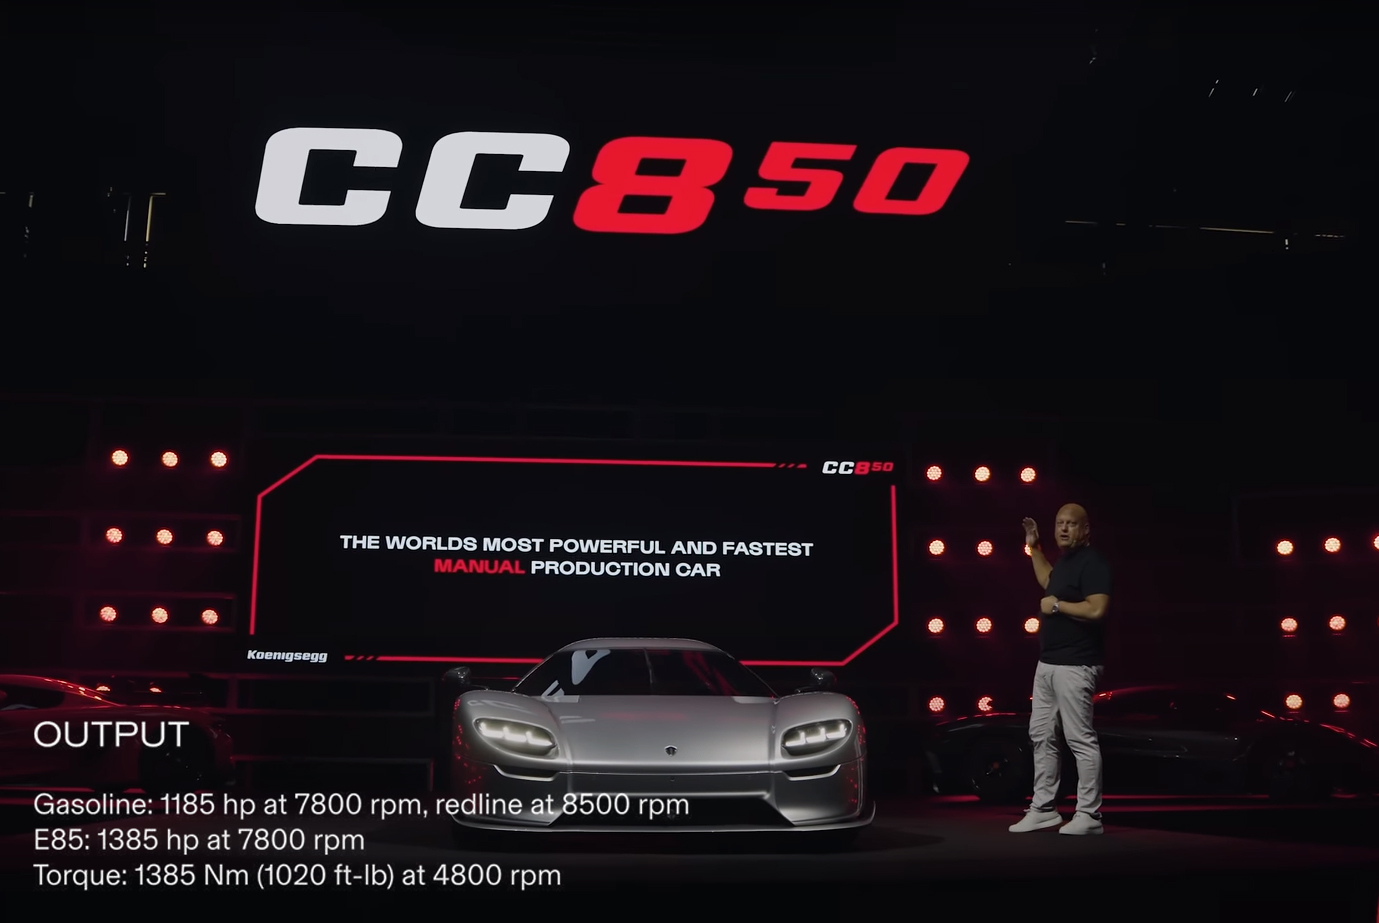 CC850
CC850
THE WORLDS MOST POWERFUL AND FASTEST
MANUAL PRODUCTION CAR
Koenigsegg
OUTPUT
Gasoline: 1185 hp at 7800 rpm, redline at 8500 rpm
E85: 1385 hp at 7800 rpm
Torque: 1385 Nm (1020 ft-lb) at 4800 rpm